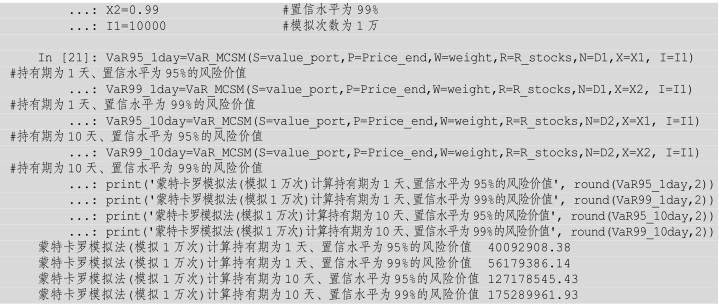 ...: X2=0.99 #置信水平为 99%
...: I1=10000 #模拟次数为 1 万
In [21]: VaR95_1day=VaR_MCSM(S=value_port,P=Price_end,W=weight,R=R_stocks,N=D1,X=X1, I=I1)
#持有期为 1 天、置信水平为 95%的风险价值
...: VaR99_1day=VaR_MCSM(S=value_port,P=Price_end,W=weight,R=R_stocks,N=D1,X=X2, I=I1)
#持有期为 1 天、置信水平为 99%的风险价值
...: VaR95_10day=VaR_MCSM(S=value_port,P=Price_end,W=weight,R=R_stocks,N=D2,X=X1, I=I1)
#持有期为 10 天、置信水平为 95%的风险价值
...: VaR99_10day=VaR_MCSM(S=value_port,P=Price_end,W=weight,R=R_stocks,N=D2,X=X2, I=I1)
#持有期为 10 天、置信水平为 99%的风险价值
...: print('蒙特卡罗模拟法(模拟 1 万次)计算持有期为 1 天、置信水平为 95%的风险价值', round(VaR95_1day,2))
...: print('蒙特卡罗模拟法(模拟 1 万次)计算持有期为 1 天、置信水平为 99%的风险价值', round(VaR99_1day,2))
...: print('蒙特卡罗模拟法(模拟 1 万次)计算持有期为 10 天、置信水平为 95%的风险价值', round(VaR95_10day,2))
...: print('蒙特卡罗模拟法(模拟 1 万次)计算持有期为 10 天、置信水平为 99%的风险价值', round(VaR99_10day,2))
蒙特卡罗模拟法(模拟 1 万次)计算持有期为 1 天、置信水平为 95%的风险价值 40092908.38
蒙特卡罗模拟法(模拟 1 万次)计算持有期为 1 天、置信水平为 99%的风险价值 56179386.14
蒙特卡罗模拟法(模拟 1 万次)计算持有期为 10 天、置信水平为 95%的风险价值 127178545.43
蒙特卡罗模拟法(模拟 1 万次)计算持有期为 10 天、置信水平为 99%的风险价值 175289961.93